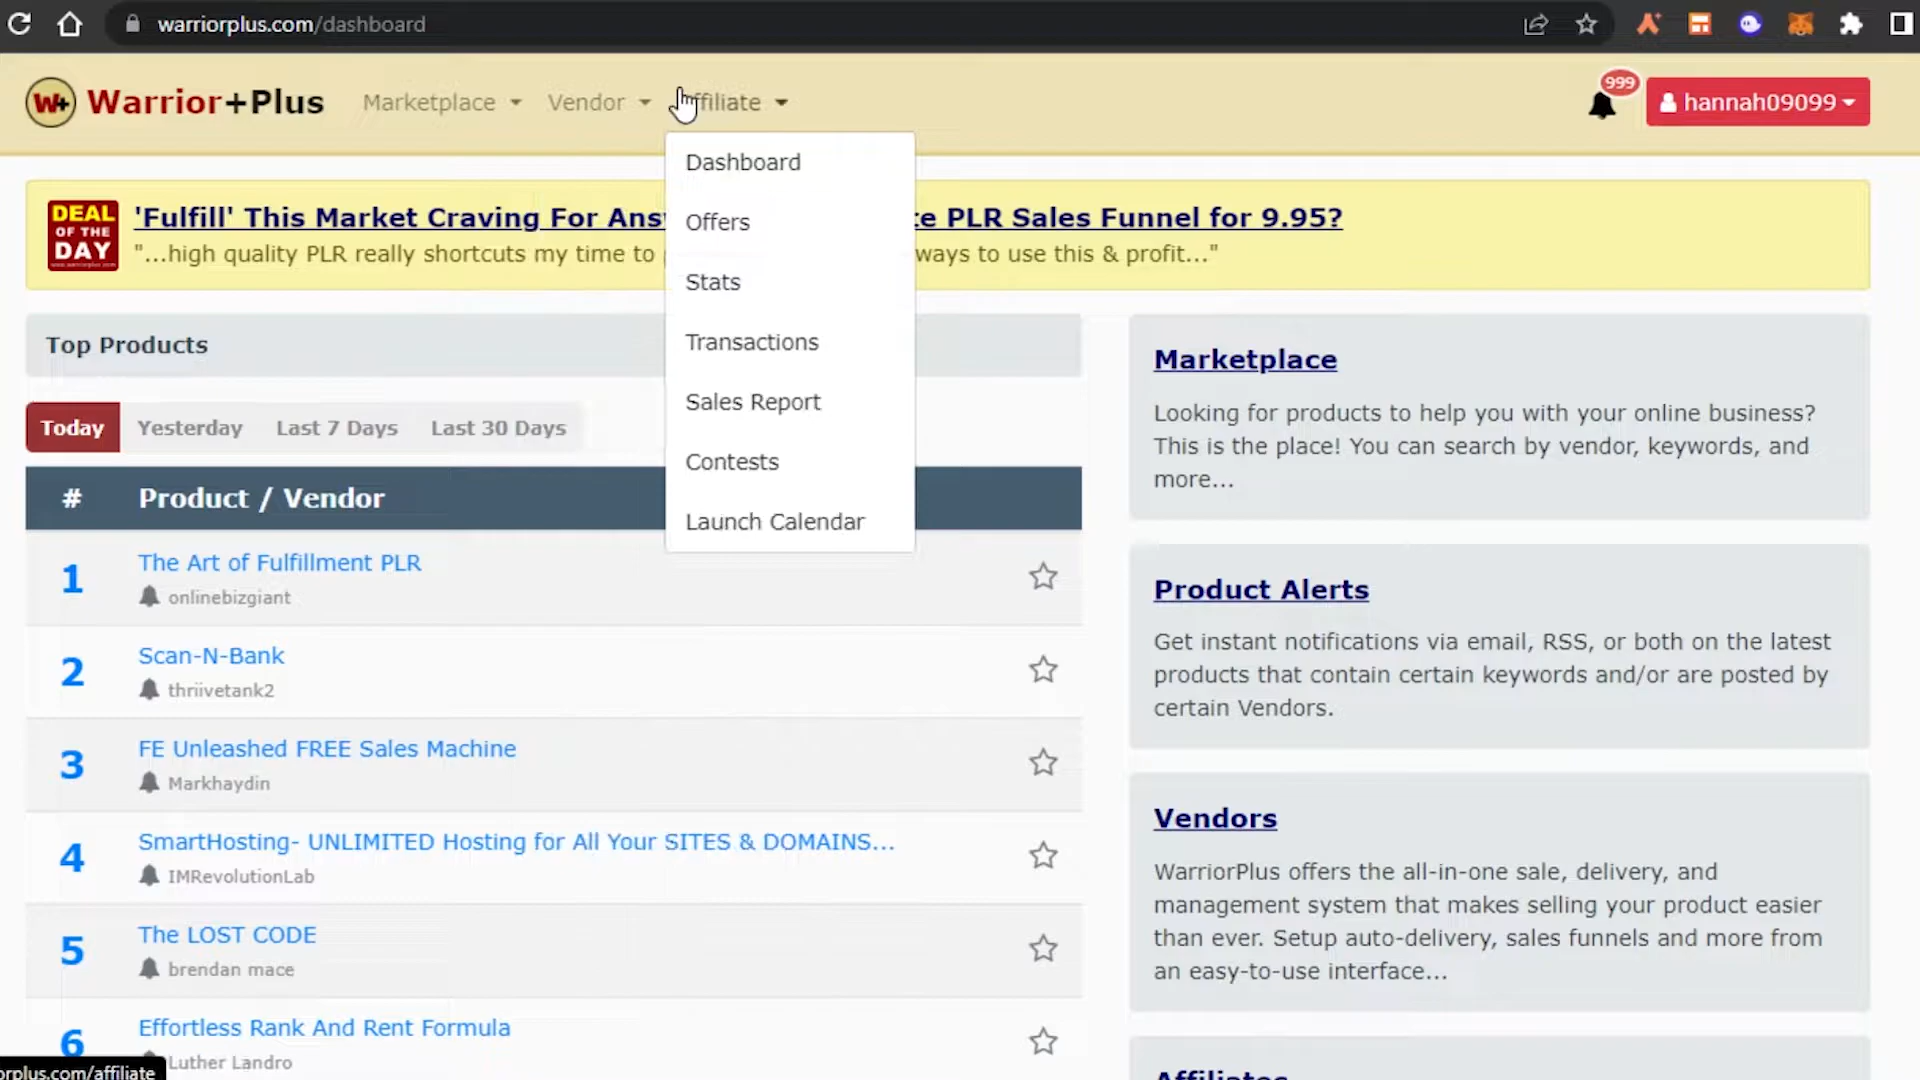 warriorplus.com/dashboard
W+ Warrior+Plus Marketplace Vendor ffiliate 999 hannah09099
Dashboard
Offers
Stats
Transactions
Sales Report
Contests
Launch Calendar
DEAL OF THE DAY
'Fulfill' This Market Craving For Ans te PLR Sales Funnel for 9.95?
"...high quality PLR really shortcuts my time to ways to use this & profit..."
Top Products
Today Yesterday Last 7 Days Last 30 Days
# Product / Vendor
1 The Art of Fulfillment PLR
onlinebizgiant
2 Scan-N-Bank
thriivetank2
3 FE Unleashed FREE Sales Machine
Markhaydin
4 SmartHosting- UNLIMITED Hosting for All Your SITES & DOMAINS...
IMRevolutionLab
5 The LOST CODE
brendan mace
6 Effortless Rank And Rent Formula
Luther Landro
orplus.com/affiliate
Marketplace
Looking for products to help you with your online business?
This is the place! You can search by vendor, keywords, and
more...
Product Alerts
Get instant notifications via email, RSS, or both on the latest
products that contain certain keywords and/or are posted by
certain Vendors.
Vendors
WarriorPlus offers the all-in-one sale, delivery, and
management system that makes selling your product easier
than ever. Setup auto-delivery, sales funnels and more from
an easy-to-use interface...
Affiliates